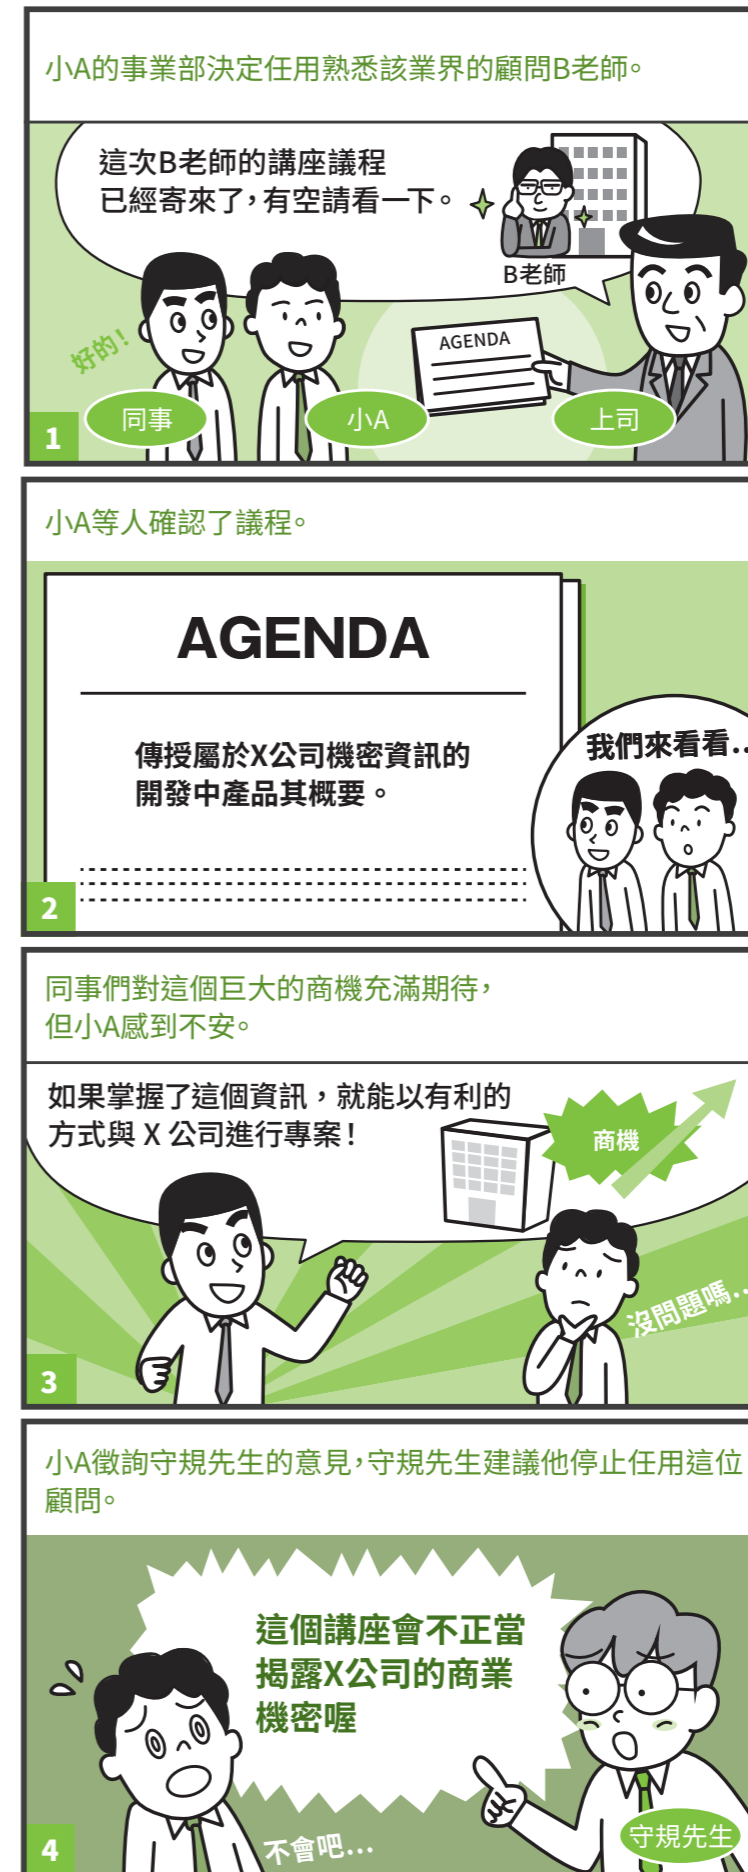 小A的事業部決定任用熟悉該業界的顧問B老師。
這次B老師的講座議程
已經寄來了,有空請看一下。
B老師
好的！
AGENDA
同事
小A
上司
1
小A等人確認了議程。
AGENDA
傳授屬於X公司機密資訊的
開發中產品其概要。
我們來看看..
2
同事們對這個巨大的商機充滿期待,
但小A感到不安。
如果掌握了這個資訊，就能以有利的
方式與 X 公司進行專案！
商機
沒問題嗎..
3
小A徵詢守規先生的意見,守規先生建議他停止任用這位
顧問。
這個講座會不正當
揭露X公司的商業
機密喔
不會吧...
守規先生
4